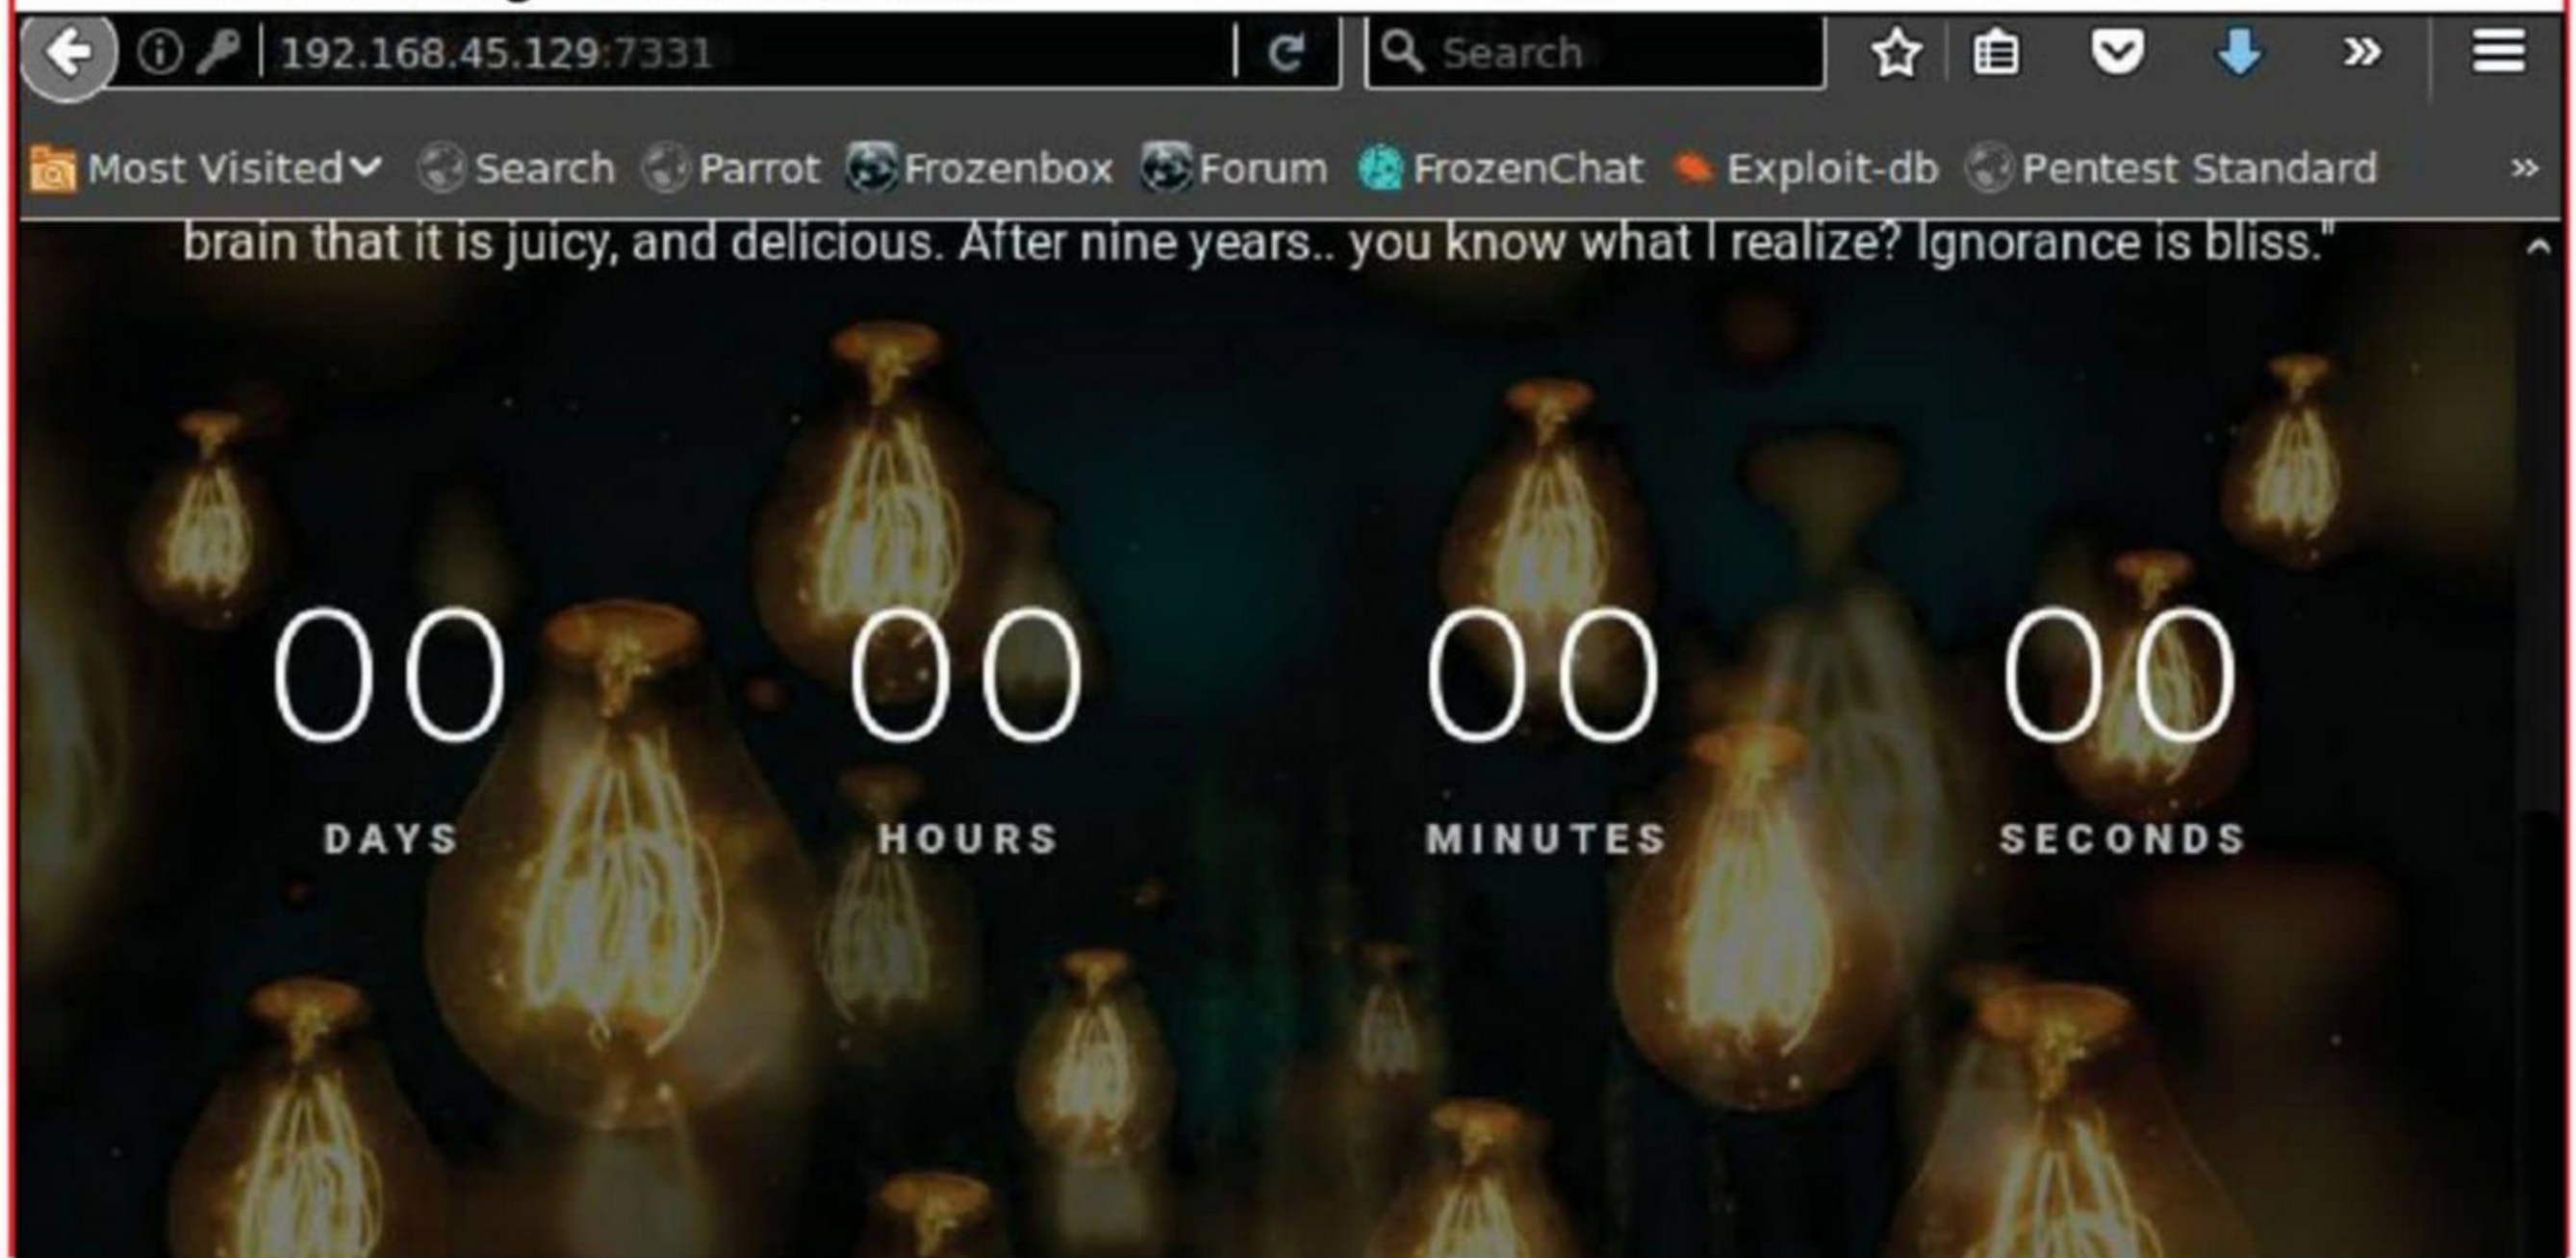 192.168.45.129:7331
Search
Most Visited Search Parrot Frozenbox Forum FrozenChat Exploit-db Pentest Standard
brain that it is juicy, and delicious. After nine years.. you know what I realize? Ignorance is bliss."
00 00 00 00
DAYS HOURS MINUTES SECONDS